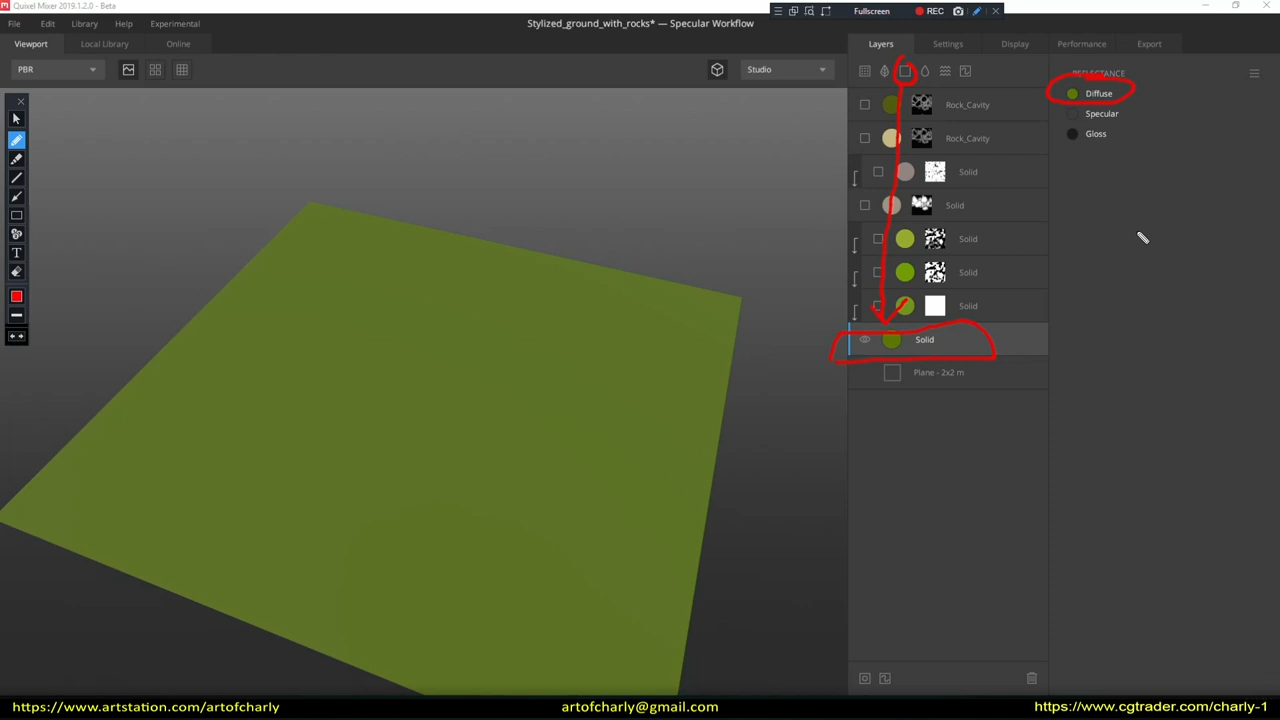 Quixel Mixer 2019.1.2.0 - Beta
Fullscreen REC
File Edit Library Help Experimental
Stylized_ground_with_rocks* — Specular Workflow
Viewport Local Library Online
Layers Settings Display Performance Export
PBR
Studio
REFLECTANCE
Diffuse
Specular
Gloss
Rock_Cavity
Rock_Cavity
Solid
Solid
Solid
Solid
Solid
Solid
Plane - 2x2 m
T
https://www.artstation.com/artofcharly
artofcharly@gmail.com
https://www.cgtrader.com/charly-1